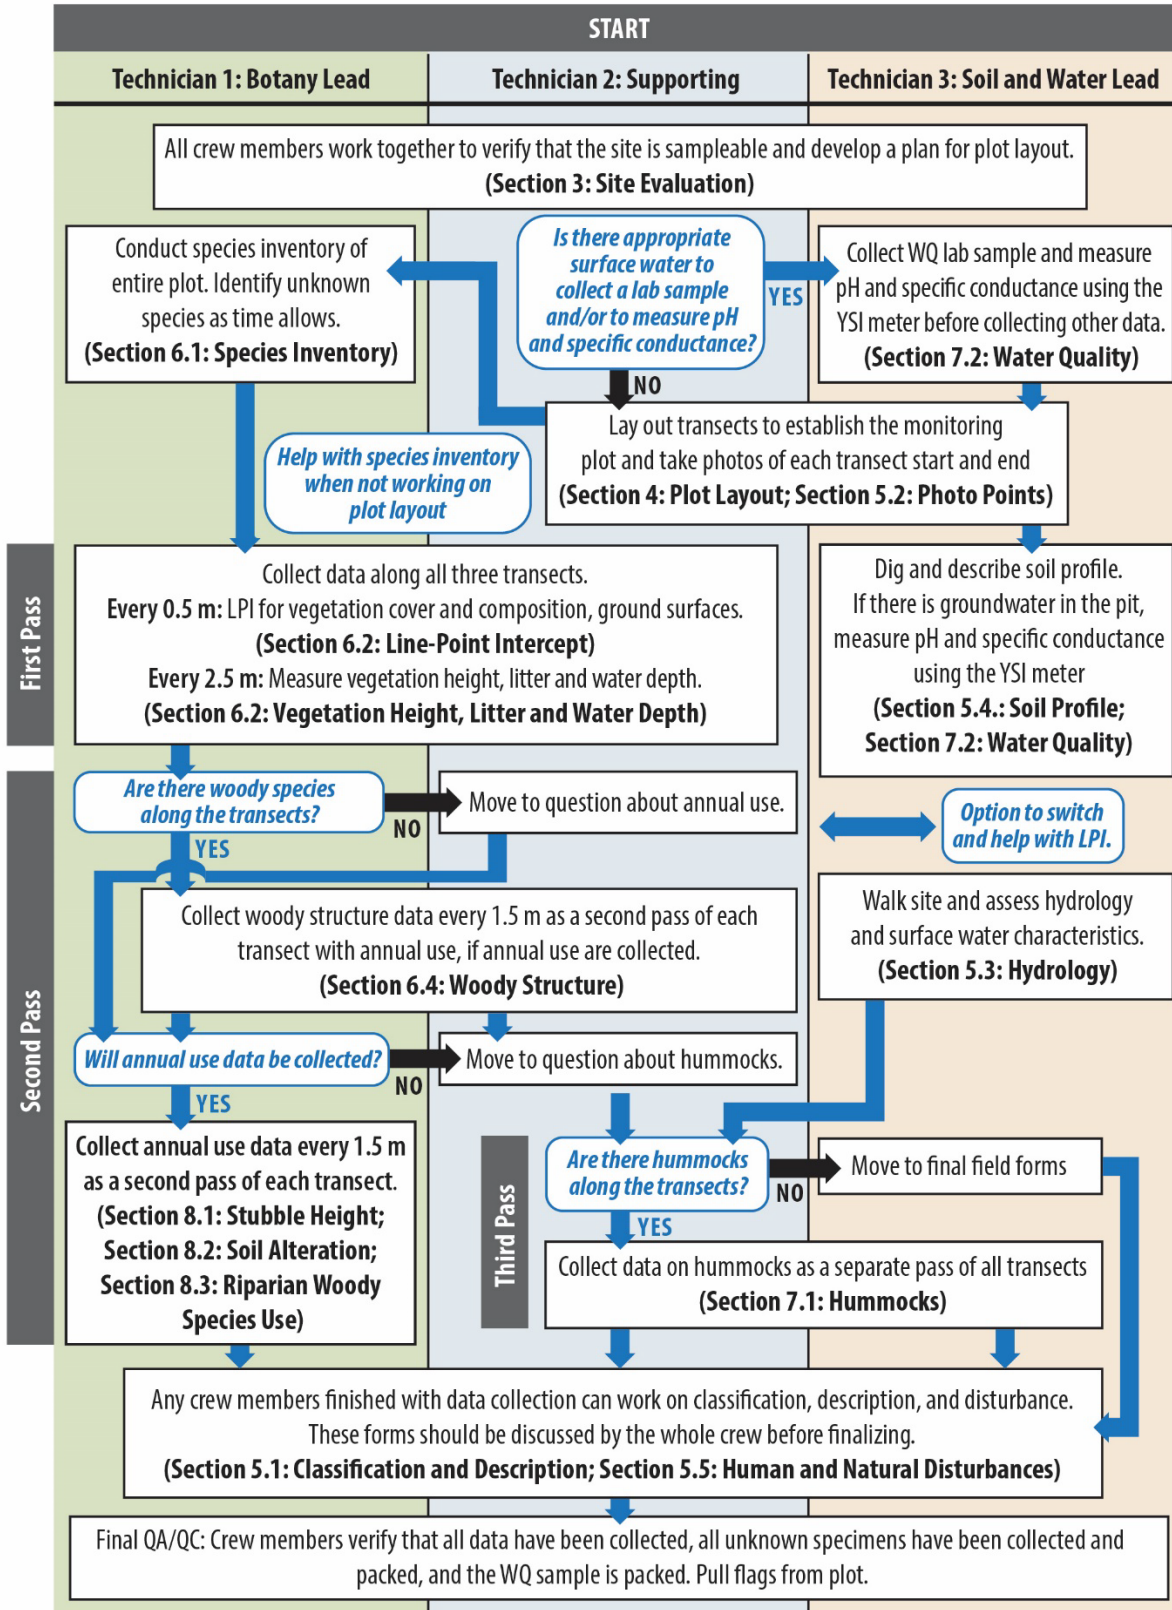 START
Technician 1: Botany Lead
Technician 2: Supporting
Technician 3: Soil and Water Lead
All crew members work together to verify that the site is sampleable and develop a plan for plot layout.
(Section 3: Site Evaluation)
Conduct species inventory of
entire plot. Identify unknown
species as time allows.
(Section 6.1: Species Inventory)
Is there appropriate
surface water to
collect a lab sample
and/or to measure pH
and specific conductance?
YES
NO
Collect WQ lab sample and measure
pH and specific conductance using the
YSI meter before collecting other data.
(Section 7.2: Water Quality)
Lay out transects to establish the monitoring
plot and take photos of each transect start and end
(Section 4: Plot Layout; Section 5.2: Photo Points)
Help with species inventory
when not working on
plot layout
First Pass
Collect data along all three transects.
Every 0.5 m: LPI for vegetation cover and composition, ground surfaces.
(Section 6.2: Line-Point Intercept)
Every 2.5 m: Measure vegetation height, litter and water depth.
(Section 6.2: Vegetation Height, Litter and Water Depth)
Dig and describe soil profile.
If there is groundwater in the pit,
measure pH and specific conductance
using the YSI meter
(Section 5.4.: Soil Profile;
Section 7.2: Water Quality)
Second Pass
Are there woody species
along the transects?
NO
YES
Move to question about annual use.
Option to switch
and help with LPI.
Collect woody structure data every 1.5 m as a second pass of each
transect with annual use, if annual use are collected.
(Section 6.4: Woody Structure)
Walk site and assess hydrology
and surface water characteristics.
(Section 5.3: Hydrology)
Will annual use data be collected?
NO
YES
Move to question about hummocks.
Collect annual use data every 1.5 m
as a second pass of each transect.
(Section 8.1: Stubble Height;
Section 8.2: Soil Alteration;
Section 8.3: Riparian Woody
Species Use)
Third Pass
Are there hummocks
along the transects?
NO
YES
Move to final field forms
Collect data on hummocks as a separate pass of all transects
(Section 7.1: Hummocks)
Any crew members finished with data collection can work on classification, description, and disturbance.
These forms should be discussed by the whole crew before finalizing.
(Section 5.1: Classification and Description; Section 5.5: Human and Natural Disturbances)
Final QA/QC: Crew members verify that all data have been collected, all unknown specimens have been collected and
packed, and the WQ sample is packed. Pull flags from plot.